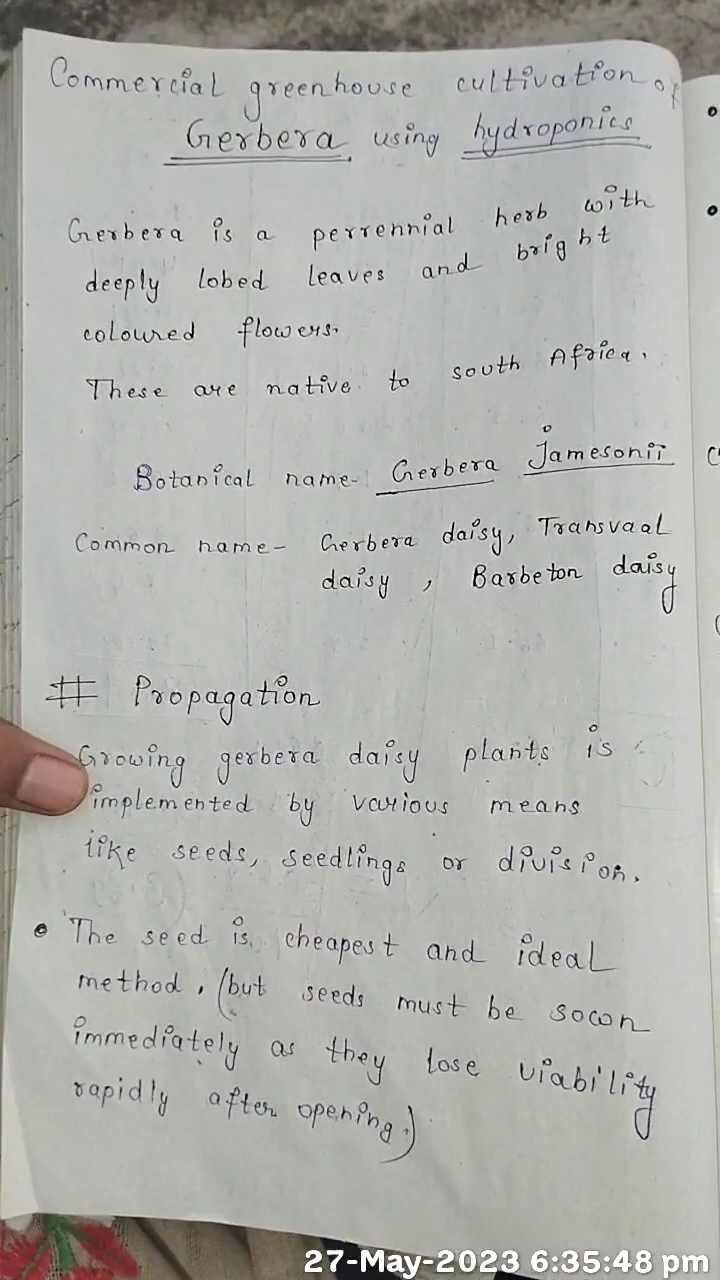 Commercial greenhouse cultivation of
Gerbera using hydroponics
Gerbera is a perrennial herb with
deeply lobed leaves and bright
coloured flowers.
These are native to south Africa.
Botanical name- Gerbera Jamesonii
Common name- Gerbera daisy, Transvaal
daisy, Barbeton daisy
# Propagation
Growing gerbera daisy plants is
implemented by various means
like seeds, seedlings or division.
• The seed is cheapest and ideal
method, (but seeds must be socon
immediately as they lose viability
rapidly after opening.)
27-May-2023 6:35:48 pm